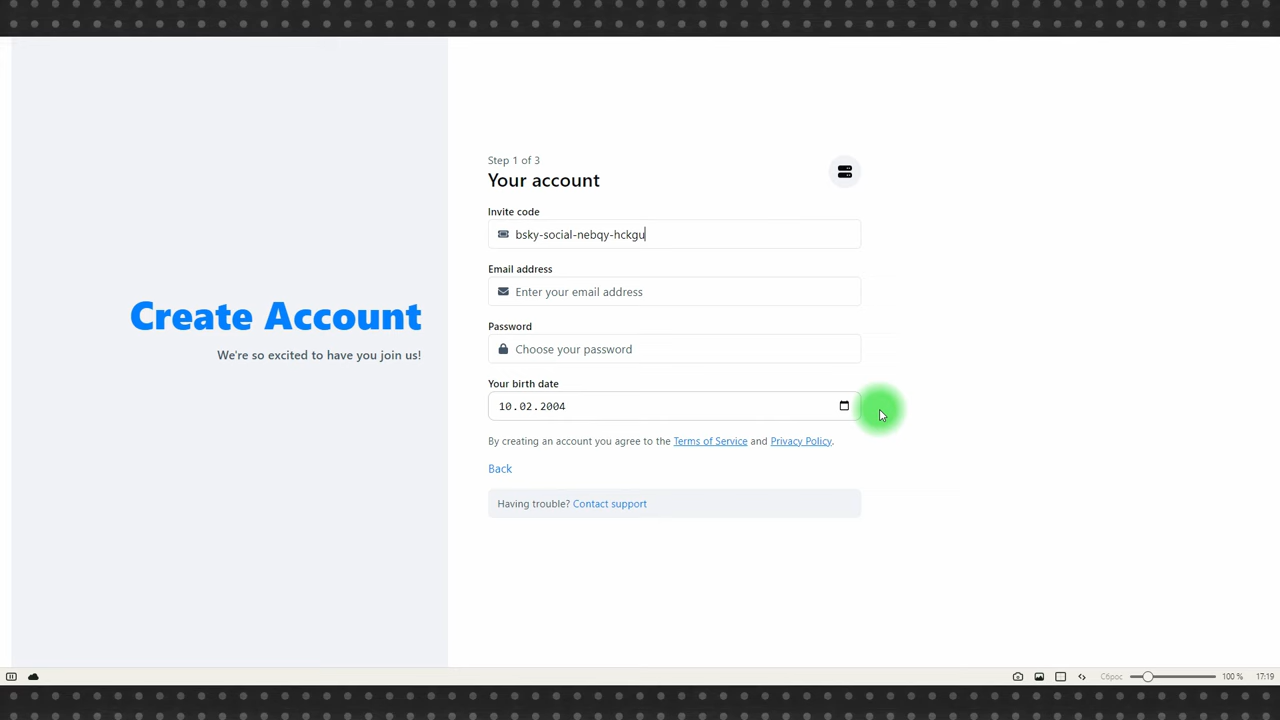 Step 1 of 3
Your account
Invite code
bsky-social-nebqy-hckgu
Email address
Enter your email address
Create Account
Password
We're so excited to have you join us!
Choose your password
Your birth date
10.02.2004
By creating an account you agree to the Terms of Service and Privacy Policy.
Back
Having trouble? Contact support
Сброс 100 % 17:19